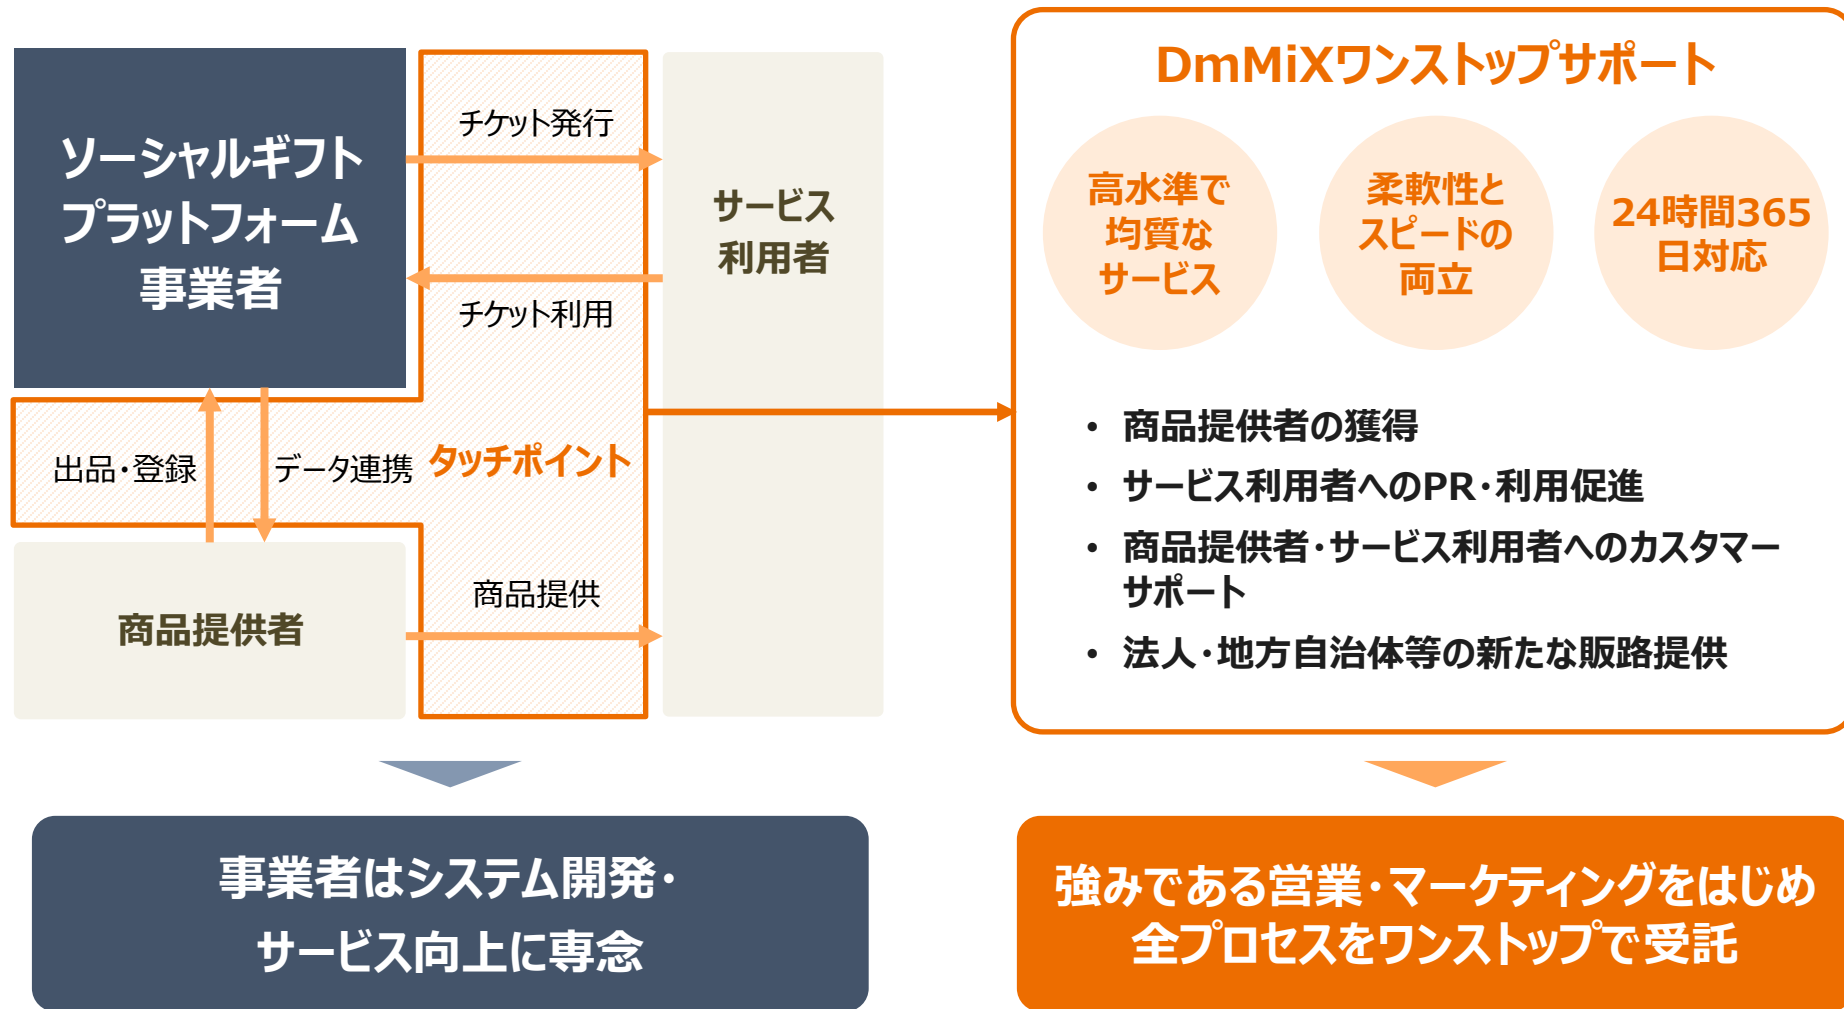 ソーシャルギフト
プラットフォーム
事業者
チケット発行
チケット利用
サービス
利用者
出品・登録
データ連携
タッチポイント
商品提供者
商品提供
事業者はシステム開発・
サービス向上に専念
DmMiXワンストップサポート
高水準で
均質な
サービス
柔軟性と
スピードの
両立
24時間365
日対応
• 商品提供者の獲得
• サービス利用者へのPR・利用促進
• 商品提供者・サービス利用者へのカスタマー
サポート
• 法人・地方自治体等の新たな販路提供
強みである営業・マーケティングをはじめ
全プロセスをワンストップで受託